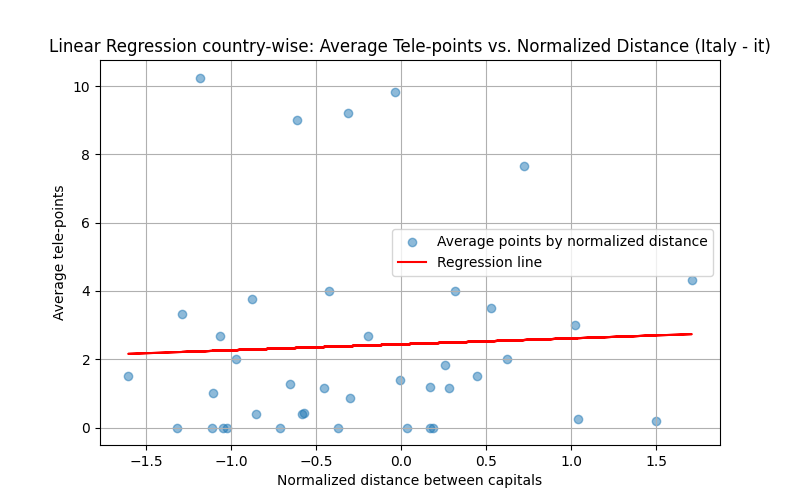 Linear Regression country-wise: Average Tele-points vs. Normalized Distance (Italy - it)
10
8
6
4
2
0
Average tele-points
Average points by normalized distance
Regression line
−1.5 −1.0 −0.5 0.0 0.5 1.0 1.5
Normalized distance between capitals